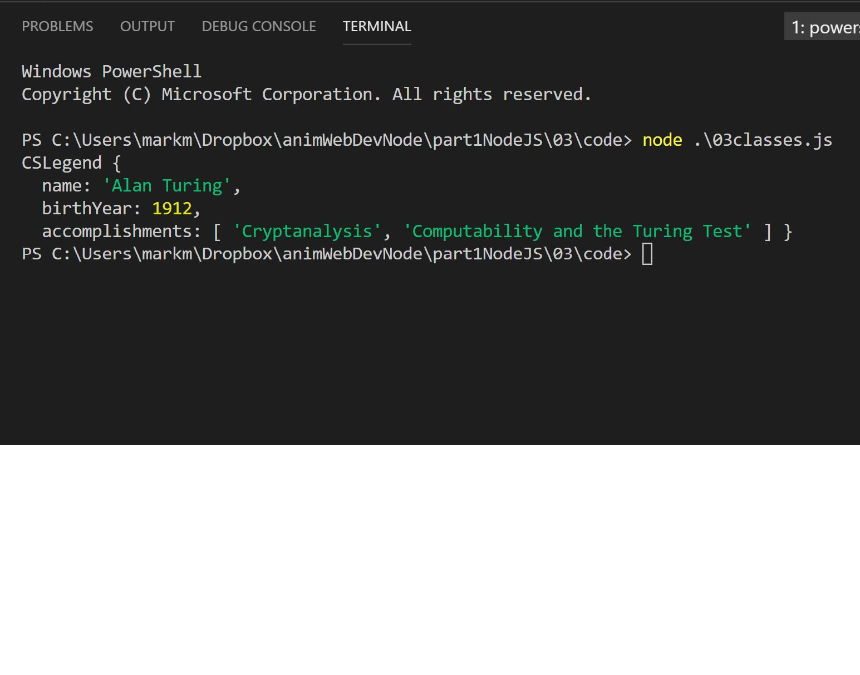 PROBLEMS OUTPUT DEBUG CONSOLE TERMINAL 1: power
Windows PowerShell
Copyright (C) Microsoft Corporation. All rights reserved.
PS C:\Users\markm\Dropbox\animWebDevNode\part1NodeJS\03\code> node .\03classes.js
CSLegend {
  name: 'Alan Turing',
  birthYear: 1912,
  accomplishments: [ 'Cryptanalysis', 'Computability and the Turing Test' ] }
PS C:\Users\markm\Dropbox\animWebDevNode\part1NodeJS\03\code>